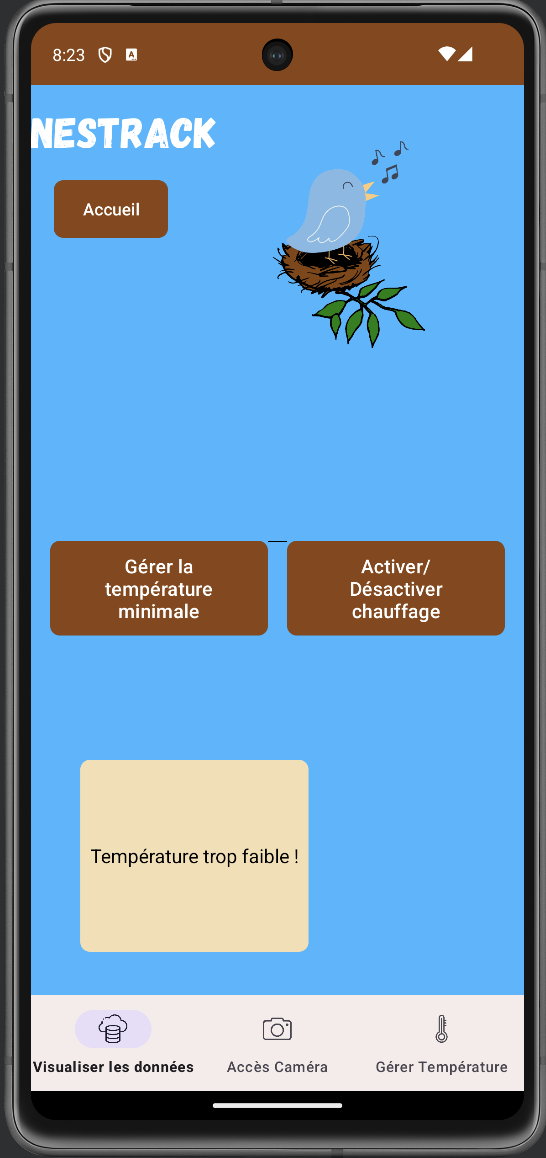 8:23
NESTRACK
Accueil
Gérer la
température
minimale
Activer/
Désactiver
chauffage
Température trop faible !
Visualiser les données
Accès Caméra
Gérer Température